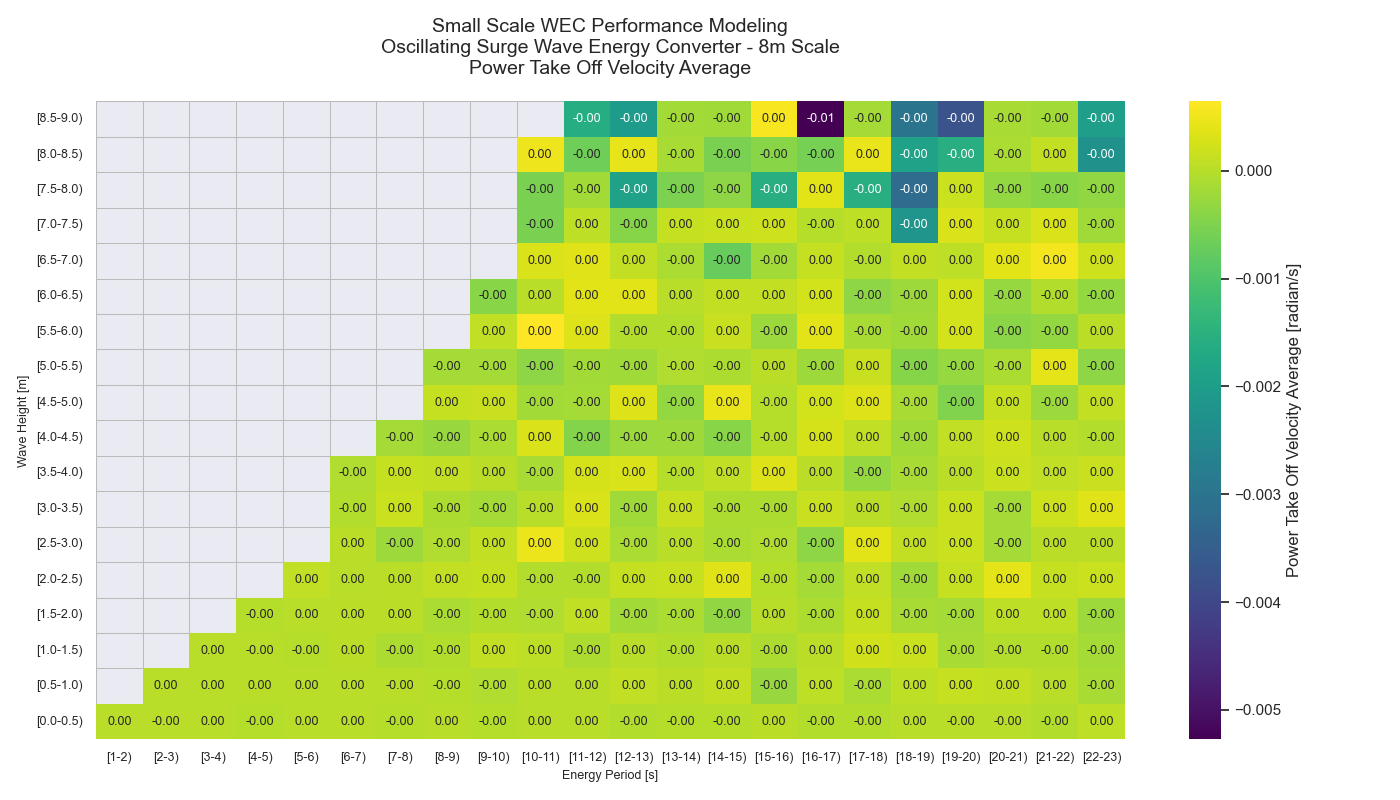 Small Scale WEC Performance Modeling
Oscillating Surge Wave Energy Converter - 8m Scale
Power Take Off Velocity Average
[8.5-9.0) -0.00 -0.00 -0.00 -0.00 0.00 -0.01 -0.00 -0.00 -0.00 -0.00 -0.00 -0.00
[8.0-8.5) 0.00 -0.00 0.00 -0.00 -0.00 -0.00 -0.00 0.00 -0.00 -0.00 -0.00 0.00 -0.00
[7.5-8.0) -0.00 -0.00 -0.00 -0.00 -0.00 -0.00 0.00 -0.00 -0.00 0.00 -0.00 -0.00 -0.00
[7.0-7.5) -0.00 0.00 -0.00 0.00 0.00 0.00 -0.00 0.00 -0.00 0.00 0.00 0.00 -0.00
[6.5-7.0) 0.00 0.00 0.00 -0.00 -0.00 -0.00 0.00 -0.00 0.00 0.00 0.00 0.00 0.00
[6.0-6.5) -0.00 0.00 0.00 0.00 -0.00 0.00 0.00 0.00 -0.00 -0.00 0.00 -0.00 -0.00 -0.00
[5.5-6.0) 0.00 0.00 0.00 -0.00 -0.00 0.00 -0.00 0.00 -0.00 -0.00 0.00 -0.00 -0.00 0.00
[5.0-5.5) -0.00 -0.00 -0.00 -0.00 -0.00 -0.00 -0.00 0.00 -0.00 0.00 -0.00 -0.00 -0.00 0.00 -0.00
[4.5-5.0) 0.00 0.00 -0.00 -0.00 0.00 -0.00 0.00 -0.00 0.00 0.00 -0.00 -0.00 0.00 -0.00 0.00
[4.0-4.5) -0.00 -0.00 -0.00 0.00 -0.00 -0.00 -0.00 -0.00 -0.00 0.00 0.00 -0.00 0.00 0.00 0.00 -0.00
[3.5-4.0) -0.00 0.00 0.00 0.00 -0.00 0.00 0.00 -0.00 0.00 0.00 0.00 -0.00 -0.00 0.00 0.00 0.00 0.00
[3.0-3.5) -0.00 0.00 -0.00 -0.00 -0.00 0.00 -0.00 0.00 -0.00 -0.00 0.00 0.00 -0.00 0.00 -0.00 0.00 0.00
[2.5-3.0) 0.00 -0.00 -0.00 0.00 0.00 0.00 -0.00 0.00 -0.00 -0.00 -0.00 0.00 0.00 0.00 -0.00 0.00 0.00
[2.0-2.5) 0.00 0.00 0.00 0.00 0.00 -0.00 -0.00 0.00 0.00 0.00 -0.00 -0.00 0.00 -0.00 0.00 0.00 0.00 0.00
[1.5-2.0) -0.00 0.00 0.00 0.00 -0.00 -0.00 -0.00 0.00 -0.00 -0.00 -0.00 0.00 -0.00 0.00 -0.00 -0.00 0.00 0.00 -0.00
[1.0-1.5) 0.00 -0.00 -0.00 0.00 -0.00 -0.00 0.00 0.00 -0.00 0.00 -0.00 0.00 -0.00 0.00 0.00 0.00 -0.00 -0.00 -0.00 -0.00
[0.5-1.0) 0.00 0.00 0.00 0.00 0.00 -0.00 -0.00 0.00 0.00 -0.00 0.00 0.00 0.00 -0.00 0.00 -0.00 0.00 0.00 0.00 0.00 -0.00
[0.0-0.5) 0.00 -0.00 0.00 -0.00 0.00 0.00 -0.00 0.00 -0.00 0.00 0.00 -0.00 -0.00 -0.00 0.00 -0.00 -0.00 0.00 -0.00 0.00 -0.00 0.00
[1-2) [2-3) [3-4) [4-5) [5-6) [6-7) [7-8) [8-9) [9-10) [10-11) [11-12) [12-13) [13-14) [14-15) [15-16) [16-17) [17-18) [18-19) [19-20) [20-21) [21-22) [22-23)
Energy Period [s]
Wave Height [m]
0.000
−0.001
−0.002
−0.003
−0.004
−0.005
Power Take Off Velocity Average [radian/s]